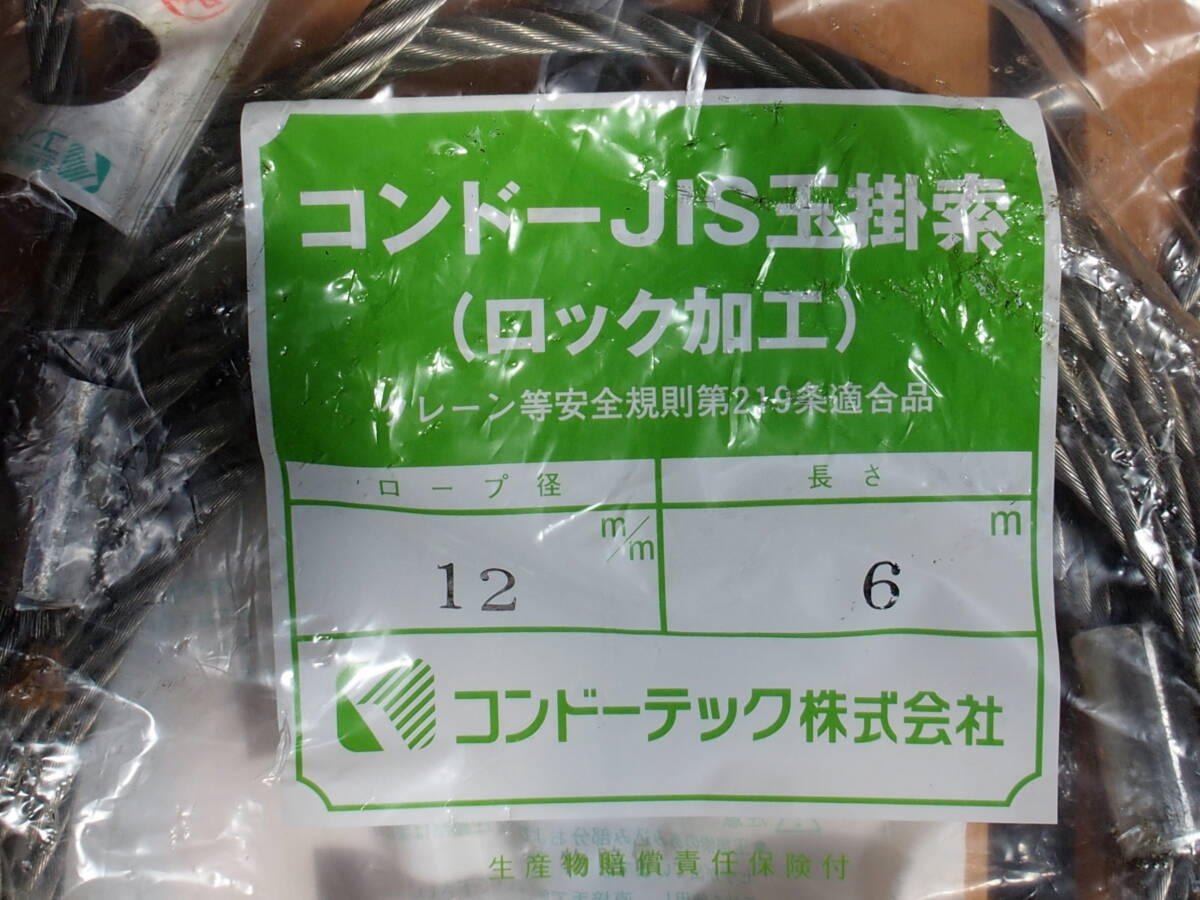 コンドーJIS玉掛索
(ロック加工)
クレーン等安全規則第219条適合品
ロープ径
長さ
m/m
m
12
6
コンドーテック株式会社
生産物賠償責任保険付